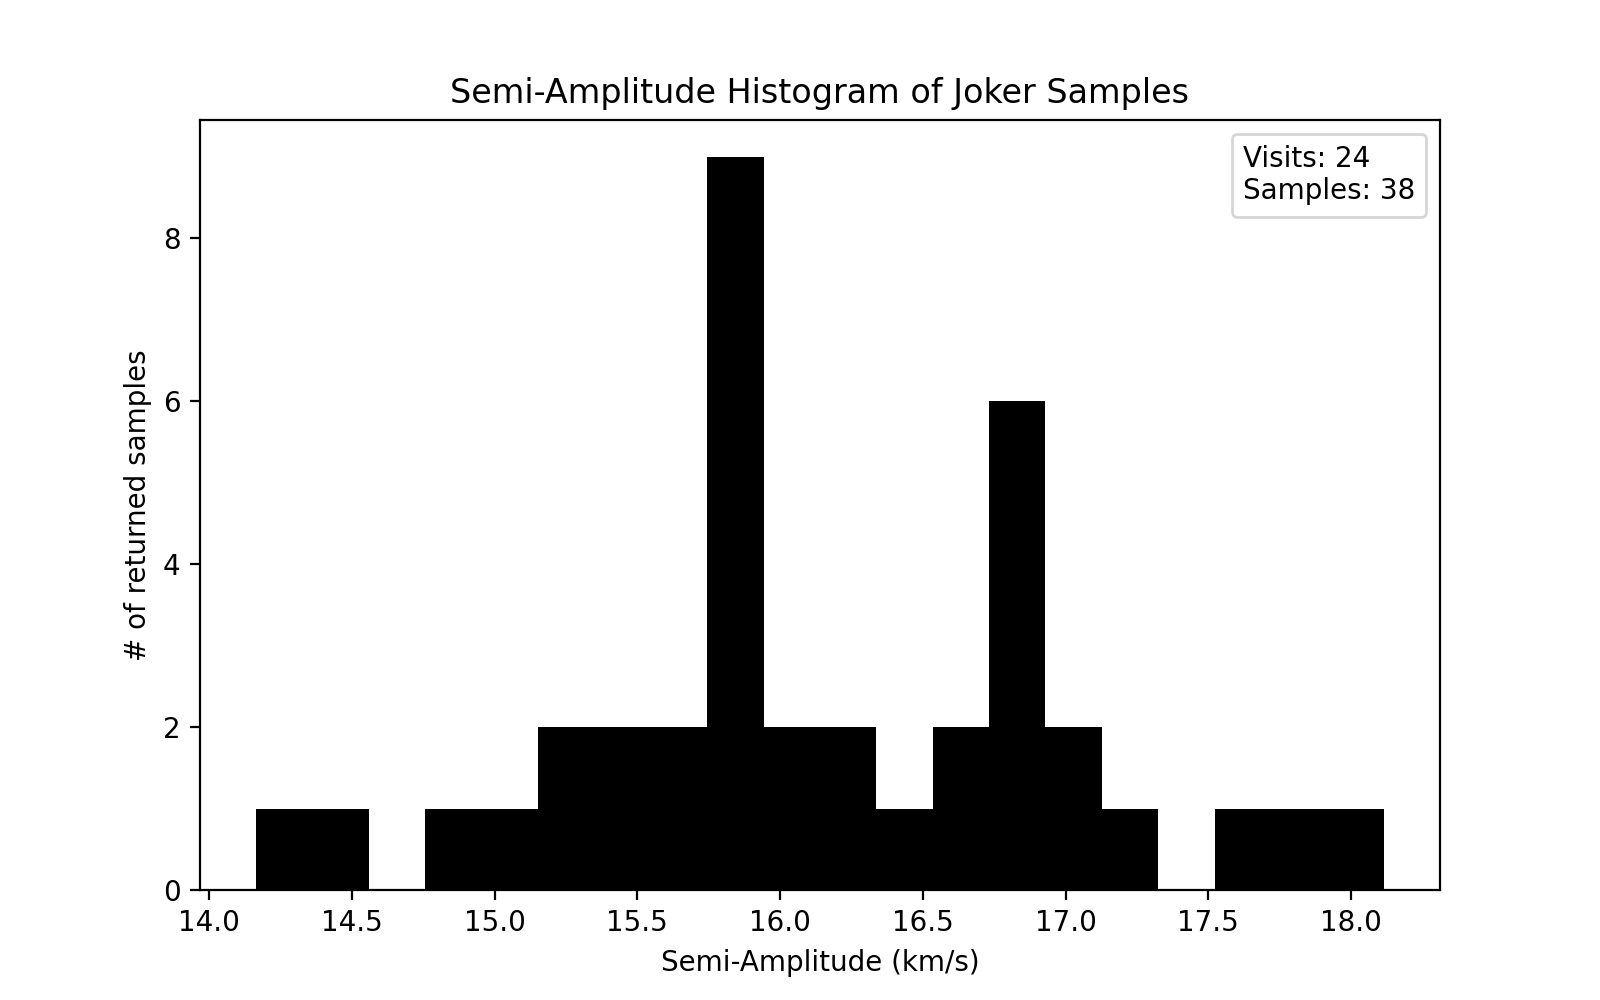 Semi-Amplitude Histogram of Joker Samples
Visits: 24
Samples: 38
# of returned samples
8
6
4
2
0
14.0 14.5 15.0 15.5 16.0 16.5 17.0 17.5 18.0
Semi-Amplitude (km/s)